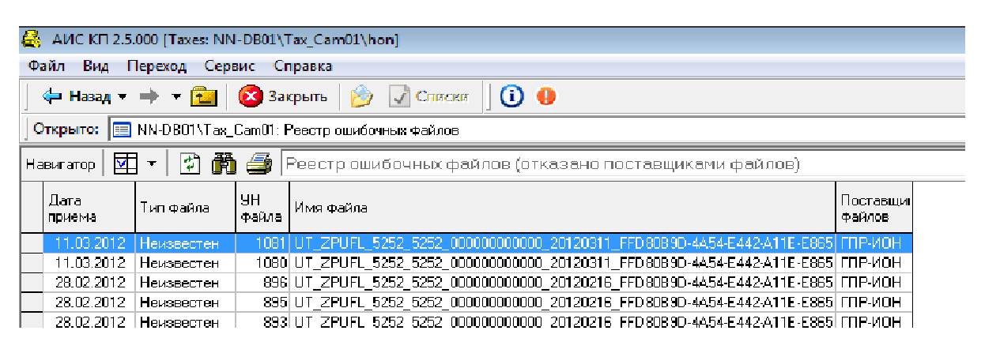 АИС КП 2.5.000 [Taxes: NN-DB01\Tax_Cam01\hon]
Файл Вид Переход Сервис Справка
Назад Закрыть Списки
Открыто: NN-DB01\Tax_Cam01: Реестр ошибочных файлов
Навигатор Реестр ошибочных файлов (отказано поставщиками файлов)
Дата приема Тип файла УН файла Имя файла Поставщи файлов
11.03.2012 Неизвестен 1081 UT_ZPUFL_5252_5252_000000000000_20120311_FFD80B9D-4A54-E442-A11E-E865 ГПР-ИОН
11.03.2012 Неизвестен 1080 UT_ZPUFL_5252_5252_000000000000_20120311_FFD80B9D-4A54-E442-A11E-E865 ГПР-ИОН
28.02.2012 Неизвестен 896 UT_ZPUFL_5252_5252_000000000000_20120216_FFD80B9D-4A54-E442-A11E-E865 ГПР-ИОН
28.02.2012 Неизвестен 895 UT_ZPUFL_5252_5252_000000000000_20120216_FFD80B9D-4A54-E442-A11E-E865 ГПР-ИОН
28.02.2012 Неизвестен 893 UT_ZPUFL_5252_5252_000000000000_20120216_FFD80B9D-4A54-E442-A11E-E865 ГПР-ИОН